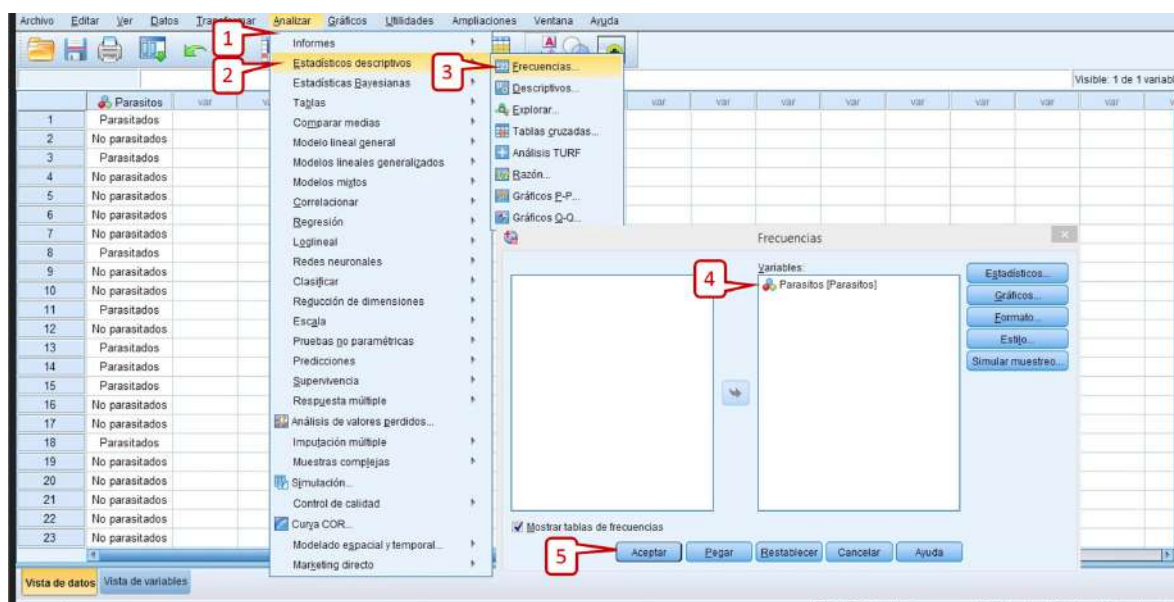 Archivo Editar Ver Datos Analizar Gráficos Utilidades Ampliaciones Ventana Ayuda
1
2
3
Visible: 1 de 1 variabl
Informes
Estadísticos descriptivos
Estadísticas Bayesianas
Tablas
Comparar medias
Modelo lineal general
Modelos lineales generalizados
Modelos mixtos
Correlacionar
Regresión
Loglineal
Redes neuronales
Clasificar
Reducción de dimensiones
Escala
Pruebas no paramétricas
Predicciones
Supervivencia
Respuesta múltiple
Análisis de valores perdidos...
Imputación múltiple
Muestras complejas
Simulación...
Control de calidad
Curva COR...
Modelado espacial y temporal...
Marketing directo
Frecuencias...
Descriptivos...
Explorar...
Tablas cruzadas...
Análisis TURF
Razón...
Gráficos P-P...
Gráficos Q-Q...
Parasitos var var var var var var var
1 Parasitados
2 No parasitados
3 Parasitados
4 No parasitados
5 No parasitados
6 No parasitados
7 No parasitados
8 Parasitados
9 No parasitados
10 No parasitados
11 Parasitados
12 No parasitados
13 Parasitados
14 Parasitados
15 Parasitados
16 No parasitados
17 No parasitados
18 Parasitados
19 No parasitados
20 No parasitados
21 No parasitados
22 No parasitados
23 No parasitados
Frecuencias
Variables:
4
Parasitos [Parasitos]
Estadísticos...
Gráficos...
Formato...
Estilo...
Simular muestreo...
Mostrar tablas de frecuencias
5
Aceptar Pegar Restablecer Cancelar Ayuda
Vista de datos Vista de variables